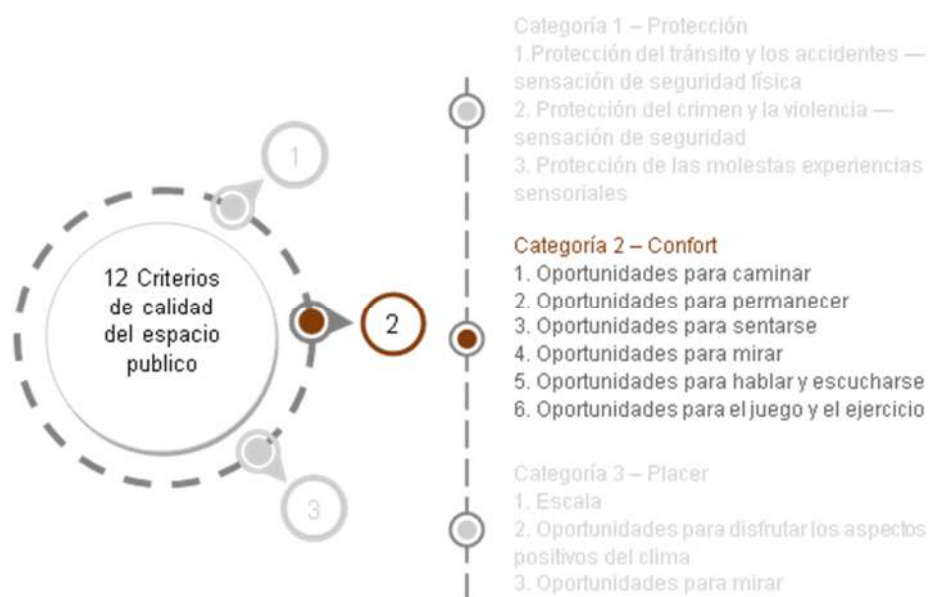 Categoría 1 – Protección
1.Protección del tránsito y los accidentes —
sensación de seguridad física
2. Protección del crimen y la violencia —
sensación de seguridad
3. Protección de las molestas experiencias
sensoriales
1
12 Criterios
de calidad
del espacio
publico
2
Categoría 2 – Confort
1. Oportunidades para caminar
2. Oportunidades para permanecer
3. Oportunidades para sentarse
4. Oportunidades para mirar
5. Oportunidades para hablar y escucharse
6. Oportunidades para el juego y el ejercicio
3
Categoría 3 – Placer
1. Escala
2. Oportunidades para disfrutar los aspectos
positivos del clima
3. Oportunidades para mirar